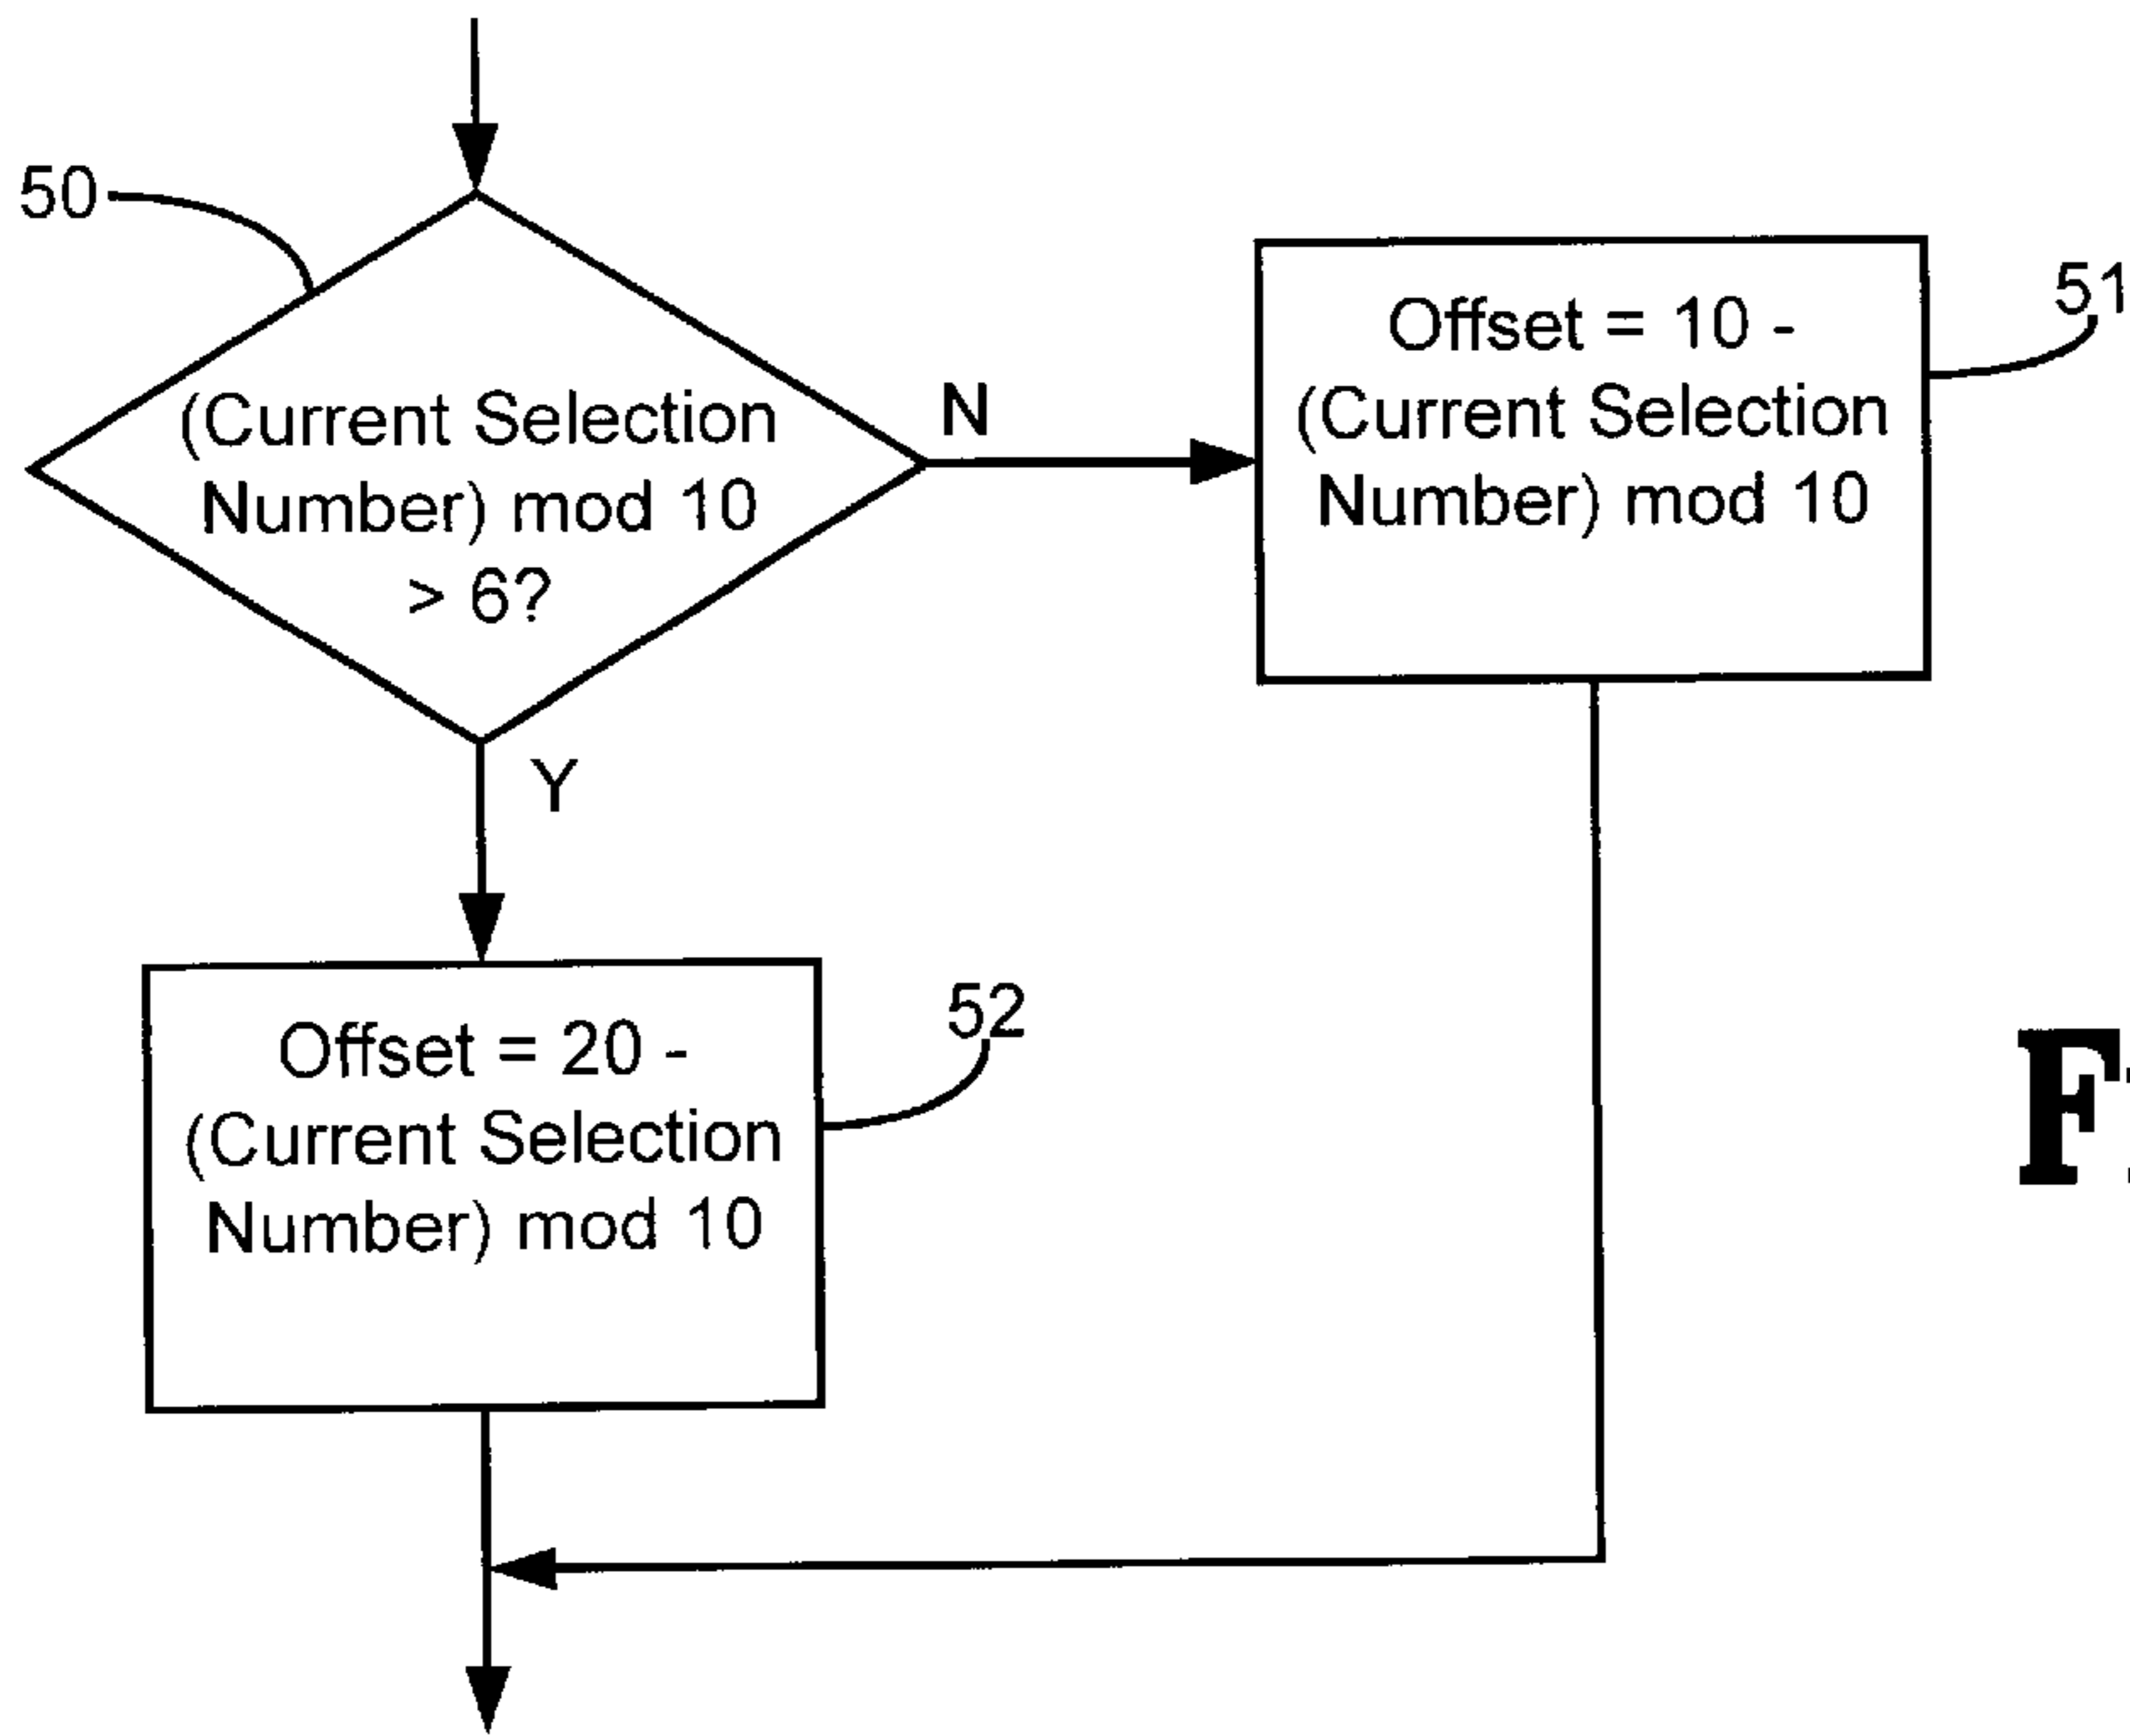 50
(Current Selection
Number) mod 10
> 6?
N
Y
Offset = 10 -
(Current Selection
Number) mod 10
51
Offset = 20 -
(Current Selection
Number) mod 10
52